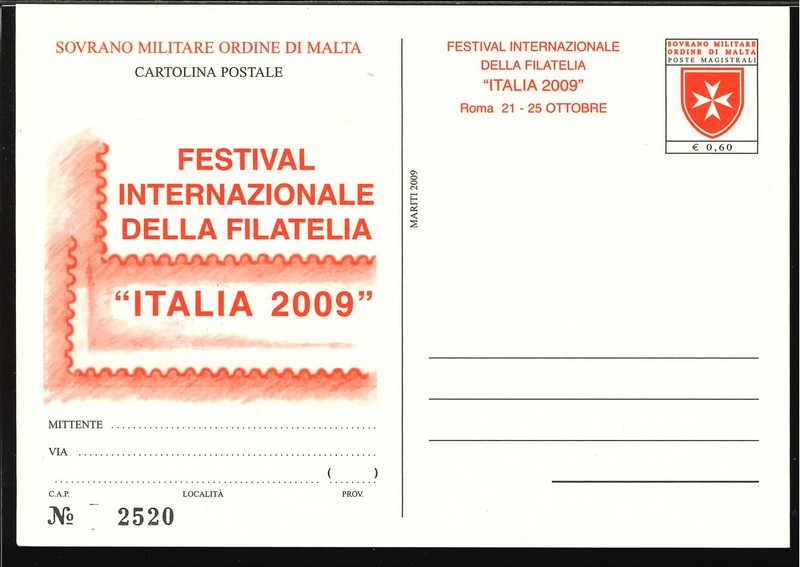 SOVRANO MILITARE ORDINE DI MALTA
CARTOLINA POSTALE
FESTIVAL
INTERNAZIONALE
DELLA FILATELIA
“ITALIA 2009”
MITTENTE ................................................
VIA ................................................
................................................ (........)
C.A.P. LOCALITÀ PROV.
№ 2520
MARITI 2009
FESTIVAL INTERNAZIONALE
DELLA FILATELIA
“ITALIA 2009”
Roma 21 - 25 OTTOBRE
SOVRANO MILITARE
ORDINE DI MALTA
POSTE MAGISTRALI
€ 0,60